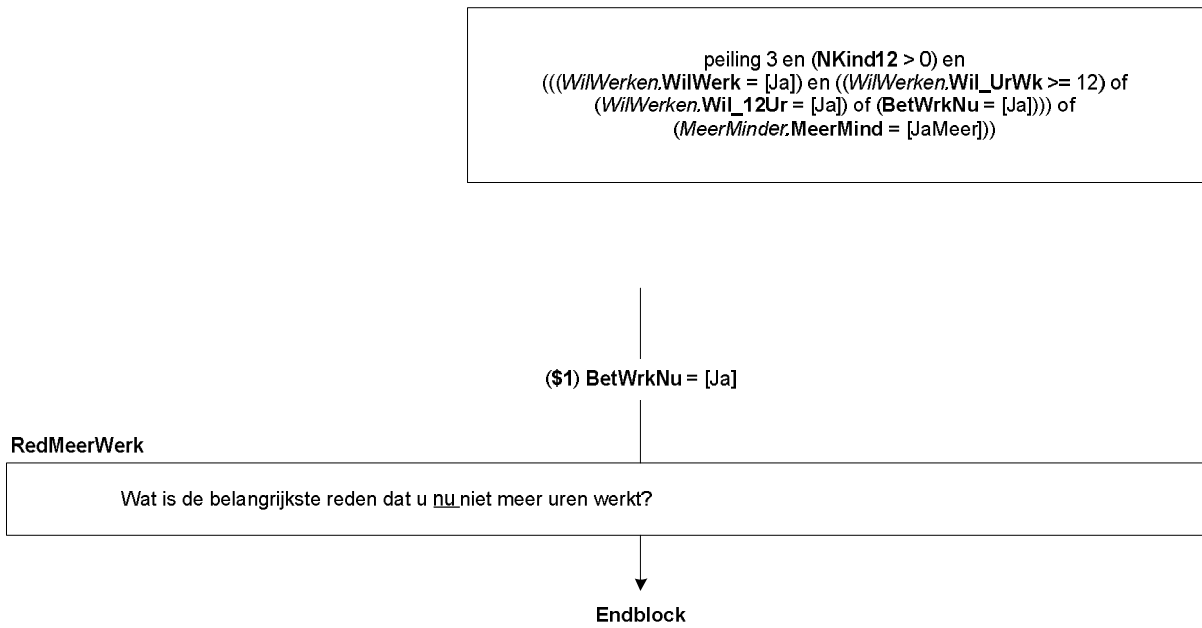 peiling 3 en (NKind12 > 0) en
(((WilWerken.WilWerk = [Ja]) en ((WilWerken.Wil_UrWk >= 12) of
(WilWerken.Wil_12Ur = [Ja]) of (BetWrkNu = [Ja]))) of
(MeerMinder.MeerMind = [JaMeer]))
($1) BetWrkNu = [Ja]
RedMeerWerk
Wat is de belangrijkste reden dat u nu niet meer uren werkt?
Endblock